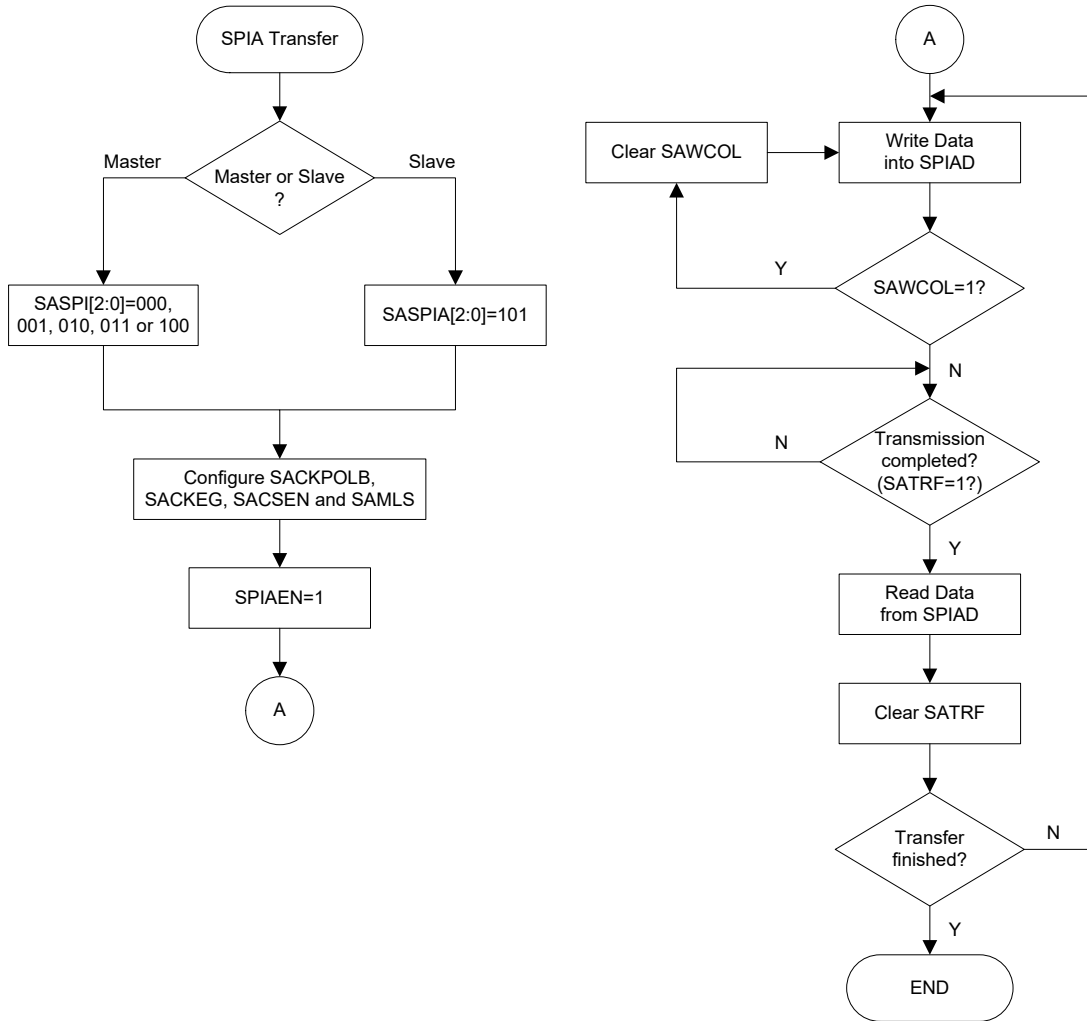 SPIA Transfer
Master
Slave
Master or Slave
?
SASPI[2:0]=000,
001, 010, 011 or 100
SASPIA[2:0]=101
Configure SACKPOLB,
SACKEG, SACSEN and SAMLS
SPIAEN=1
A
A
Clear SAWCOL
Write Data
into SPIAD
Y
SAWCOL=1?
N
N
Transmission
completed?
(SATRF=1?)
Y
Read Data
from SPIAD
Clear SATRF
Transfer
finished?
N
Y
END